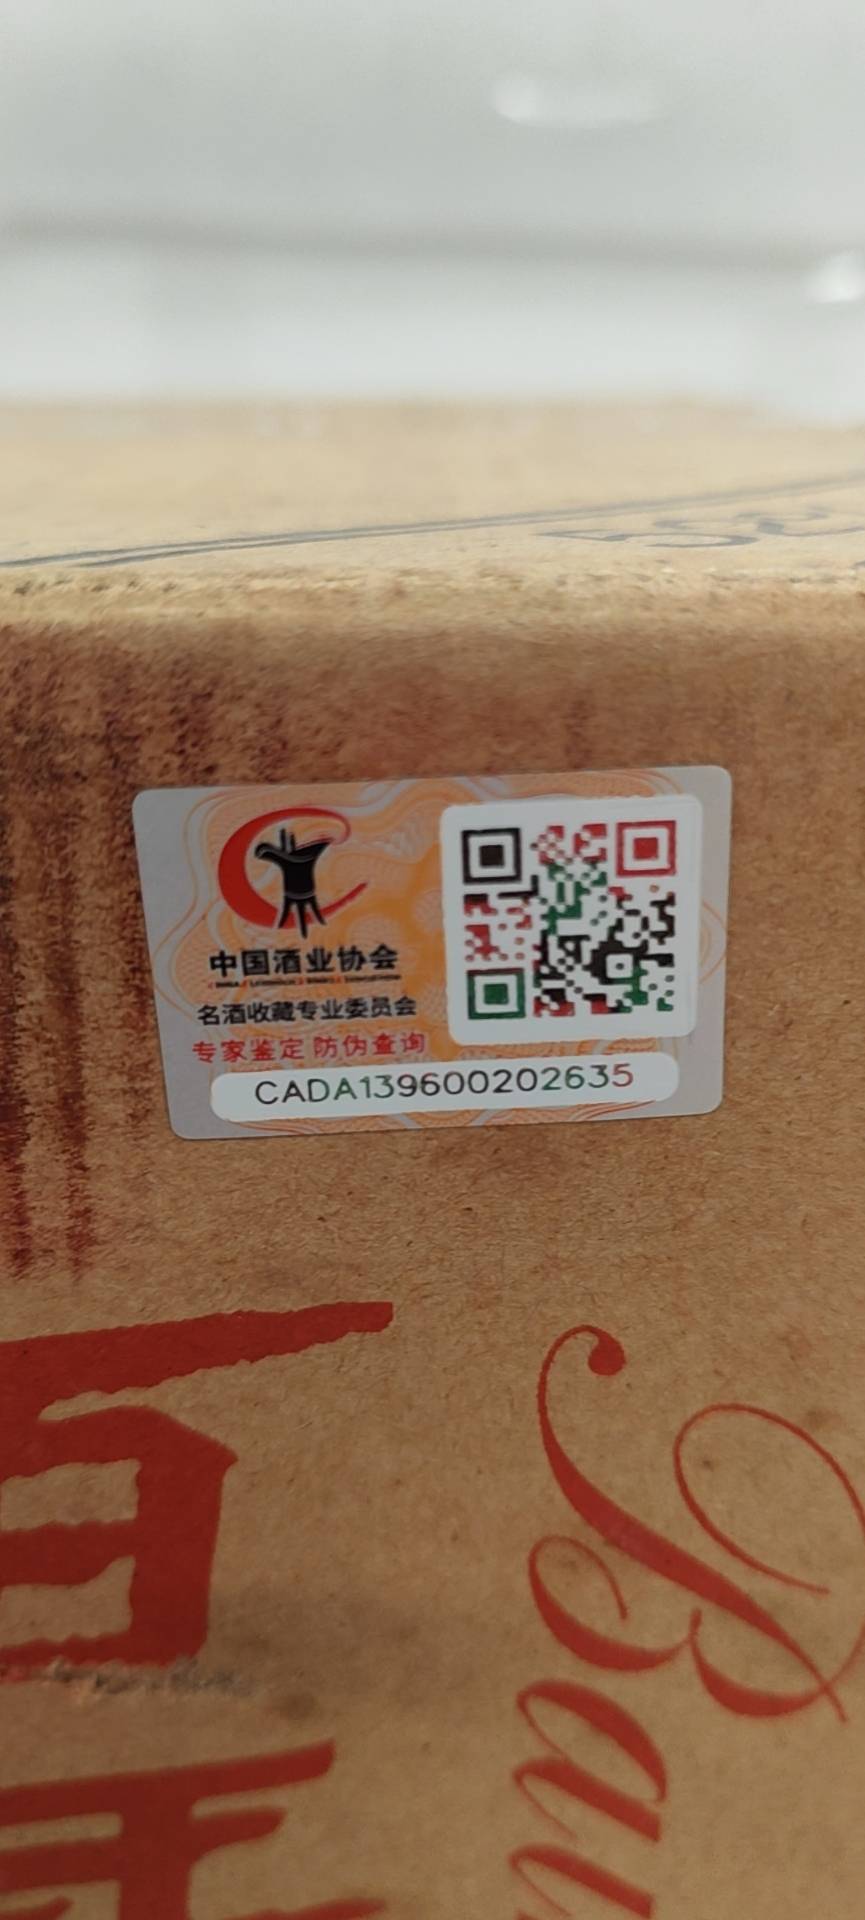 中国酒业协会
名酒收藏专业委员会
专家鉴定 防伪查询
CADA139600202635
Bai